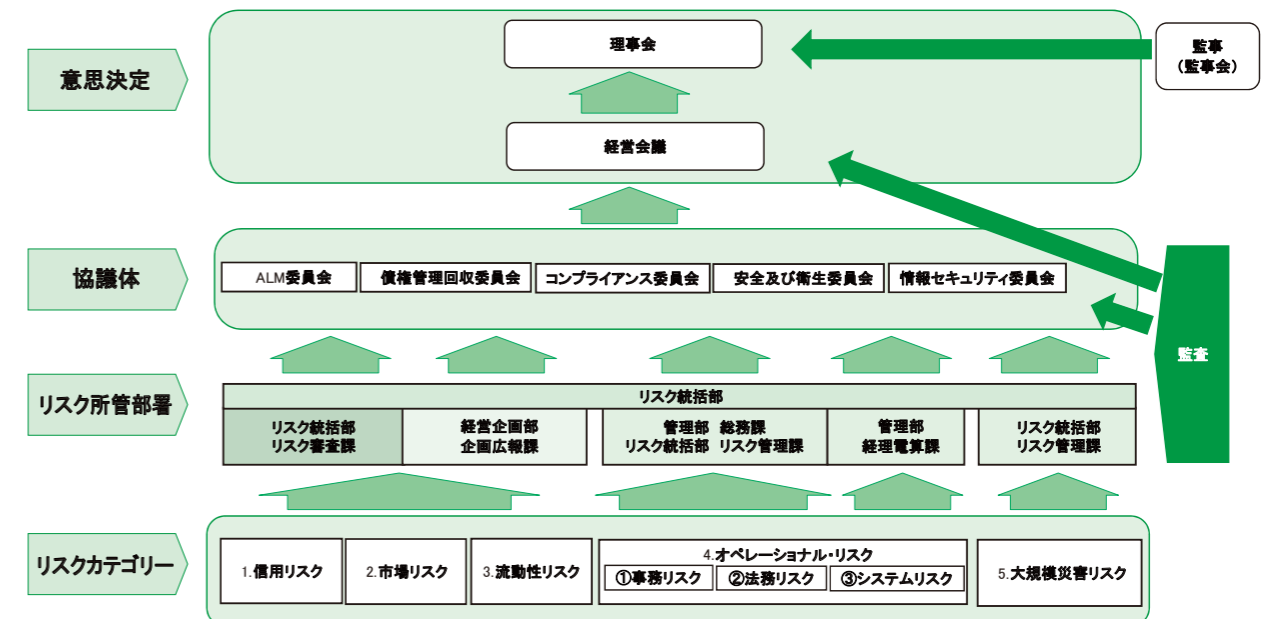 意思決定
理事会
監事
(監事会)
経営会議
協議体
ALM委員会
債権管理回収委員会
コンプライアンス委員会
安全及び衛生委員会
情報セキュリティ委員会
監査
リスク所管部署
リスク統括部
リスク統括部
リスク審査課
経営企画部
企画広報課
管理部 総務課
リスク統括部 リスク管理課
管理部
経理電算課
リスク統括部
リスク管理課
リスクカテゴリー
1.信用リスク
2.市場リスク
3.流動性リスク
4.オペレーショナル・リスク
①事務リスク
②法務リスク
③システムリスク
5.大規模災害リスク